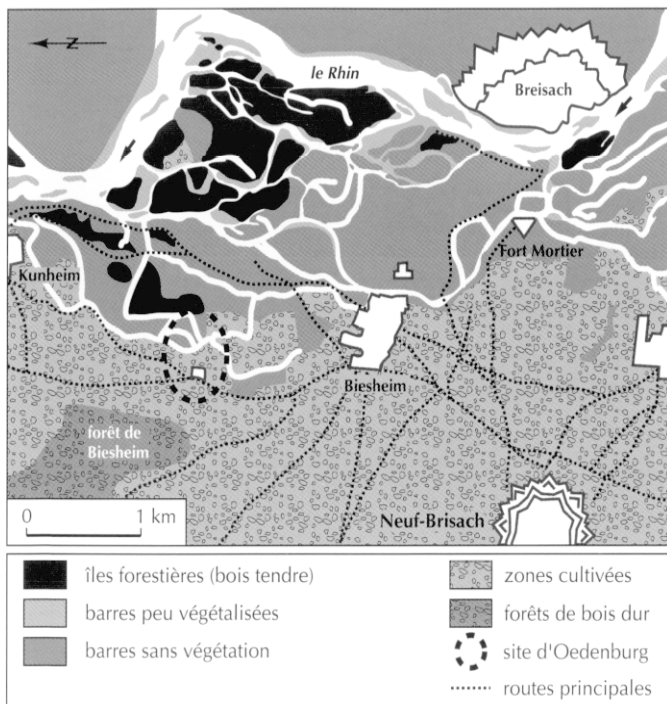 Z
le Rhin
Breisach
Kunheim
Fort Mortier
Biesheim
forêt de
Biesheim
0 1 km
Neuf-Brisach
îles forestières (bois tendre)
barres peu végétalisées
barres sans végétation
zones cultivées
forêts de bois dur
site d'Oedenburg
routes principales